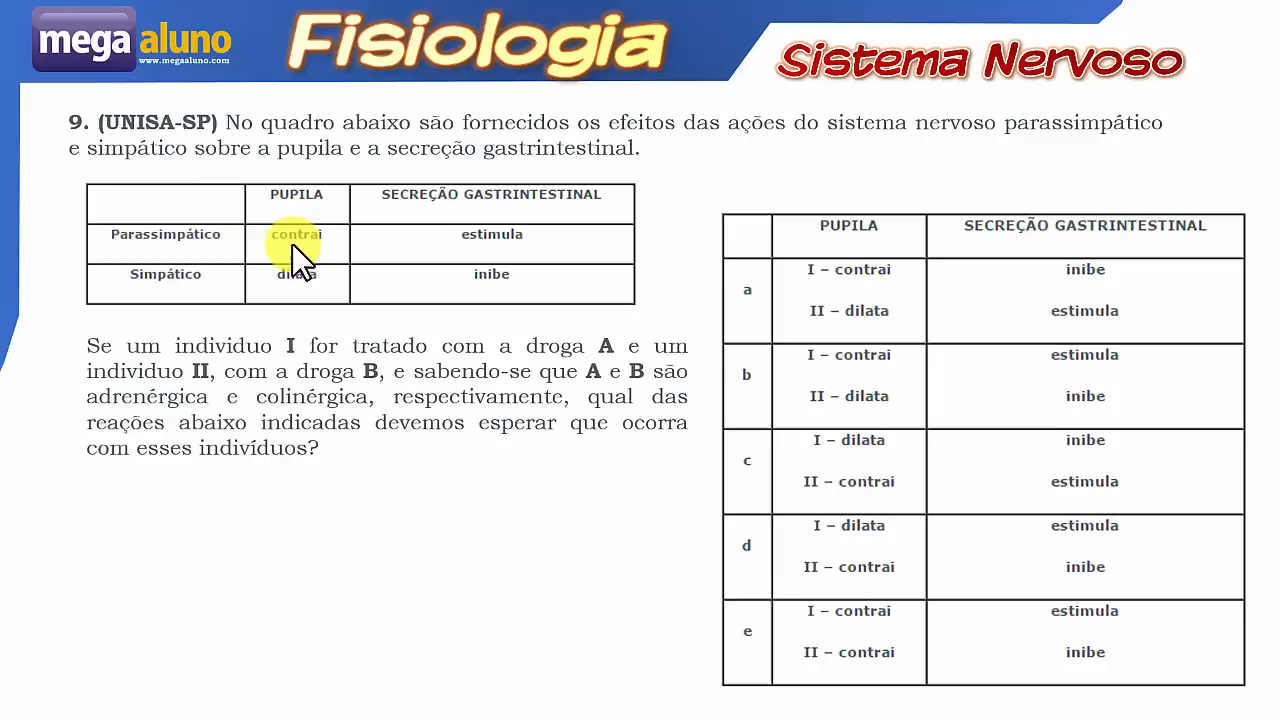 mega aluno
www.megaaluno.com
Fisiologia
Sistema Nervoso
9. (UNISA-SP) No quadro abaixo são fornecidos os efeitos das ações do sistema nervoso parassimpático
e simpático sobre a pupila e a secreção gastrintestinal.
PUPILA SECREÇÃO GASTRINTESTINAL
Parassimpático contrai estimula
Simpático dilata inibe
Se um individuo I for tratado com a droga A e um
individuo II, com a droga B, e sabendo-se que A e B são
adrenérgica e colinérgica, respectivamente, qual das
reações abaixo indicadas devemos esperar que ocorra
com esses indivíduos?
PUPILA SECREÇÃO GASTRINTESTINAL
I – contrai inibe
a
II – dilata estimula
I – contrai estimula
b
II – dilata inibe
I – dilata inibe
c
II – contrai estimula
I – dilata estimula
d
II – contrai inibe
I – contrai estimula
e
II – contrai inibe